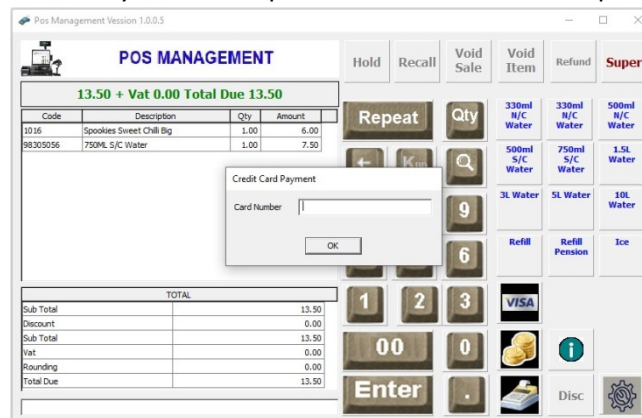 Pos Management Vession 1.0.0.5
POS MANAGEMENT
Hold
Recall
Void Sale
Void Item
Refund
Super
13.50 + Vat 0.00 Total Due 13.50
Code Description Qty Amount
1016 Spookies Sweet Chilli Big 1.00 6.00
98305056 750ML S/C Water 1.00 7.50
Repeat
Qty
330ml N/C Water
330ml N/C Water
500ml N/C Water
500ml S/C Water
750ml S/C Water
1.5L Water
3L Water
5L Water
10L Water
Refill
Refill Pension
Ice
Credit Card Payment
Card Number
OK
9
6
1 2 3
VISA
00 0
Enter .
Disc
TOTAL
Sub Total 13.50
Discount 0.00
Sub Total 13.50
Vat 0.00
Rounding 0.00
Total Due 13.50